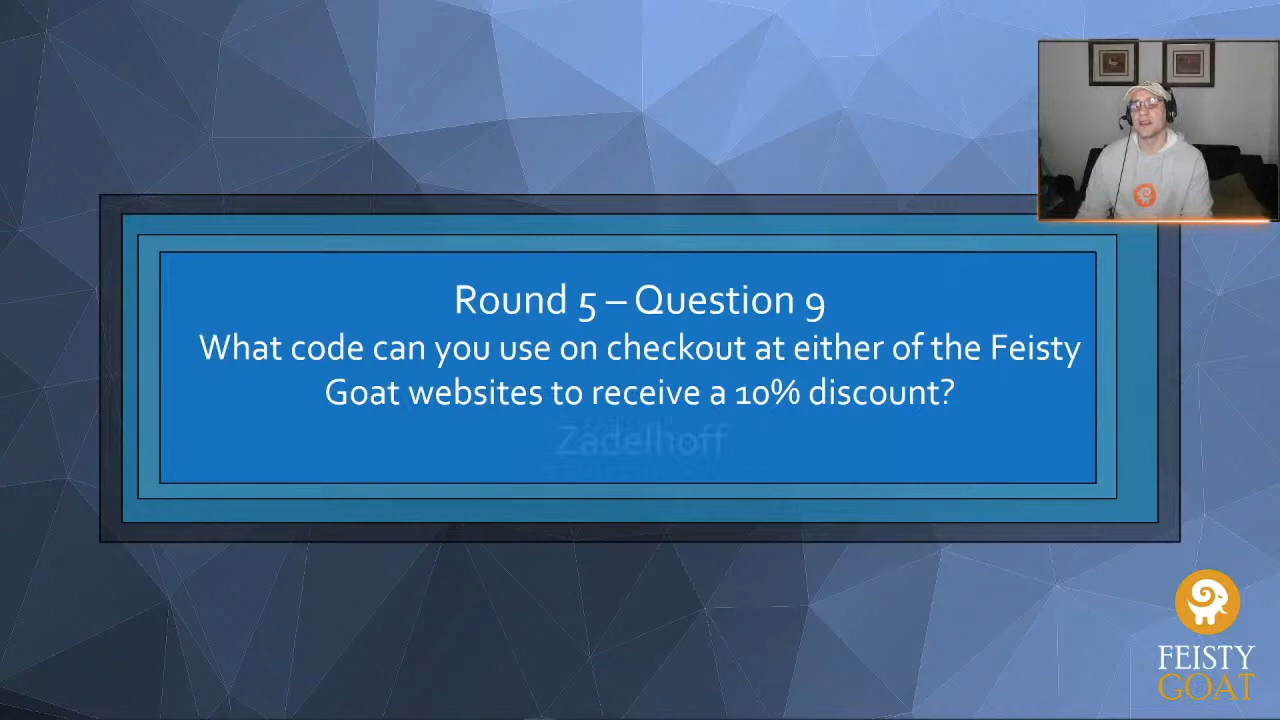 Round 5 – Question 9
What code can you use on checkout at either of the Feisty
Goat websites to receive a 10% discount?
Zadelhoff
FEISTY
GOAT